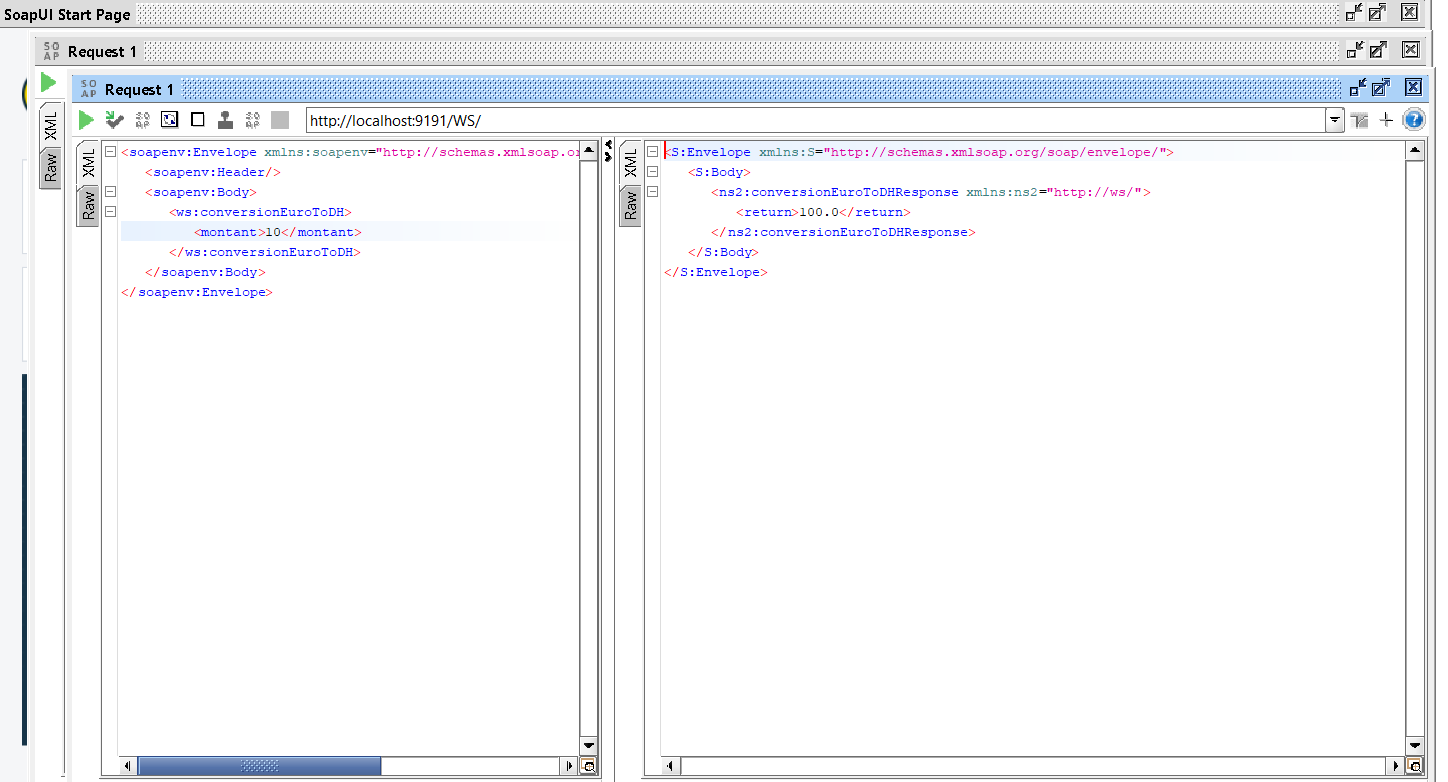 SoapUI Start Page
SO
AP
Request 1
SO
AP
Request 1
http://localhost:9191/WS/
XML
Raw
XML
Raw
<soapenv:Envelope xmlns:soapenv="http://schemas.xmlsoap.or
<soapenv:Header/>
<soapenv:Body>
<ws:conversionEuroToDH>
<montant>10</montant>
</ws:conversionEuroToDH>
</soapenv:Body>
</soapenv:Envelope>
XML
Raw
<S:Envelope xmlns:S="http://schemas.xmlsoap.org/soap/envelope/">
<S:Body>
<ns2:conversionEuroToDHResponse xmlns:ns2="http://ws/">
<return>100.0</return>
</ns2:conversionEuroToDHResponse>
</S:Body>
</S:Envelope>